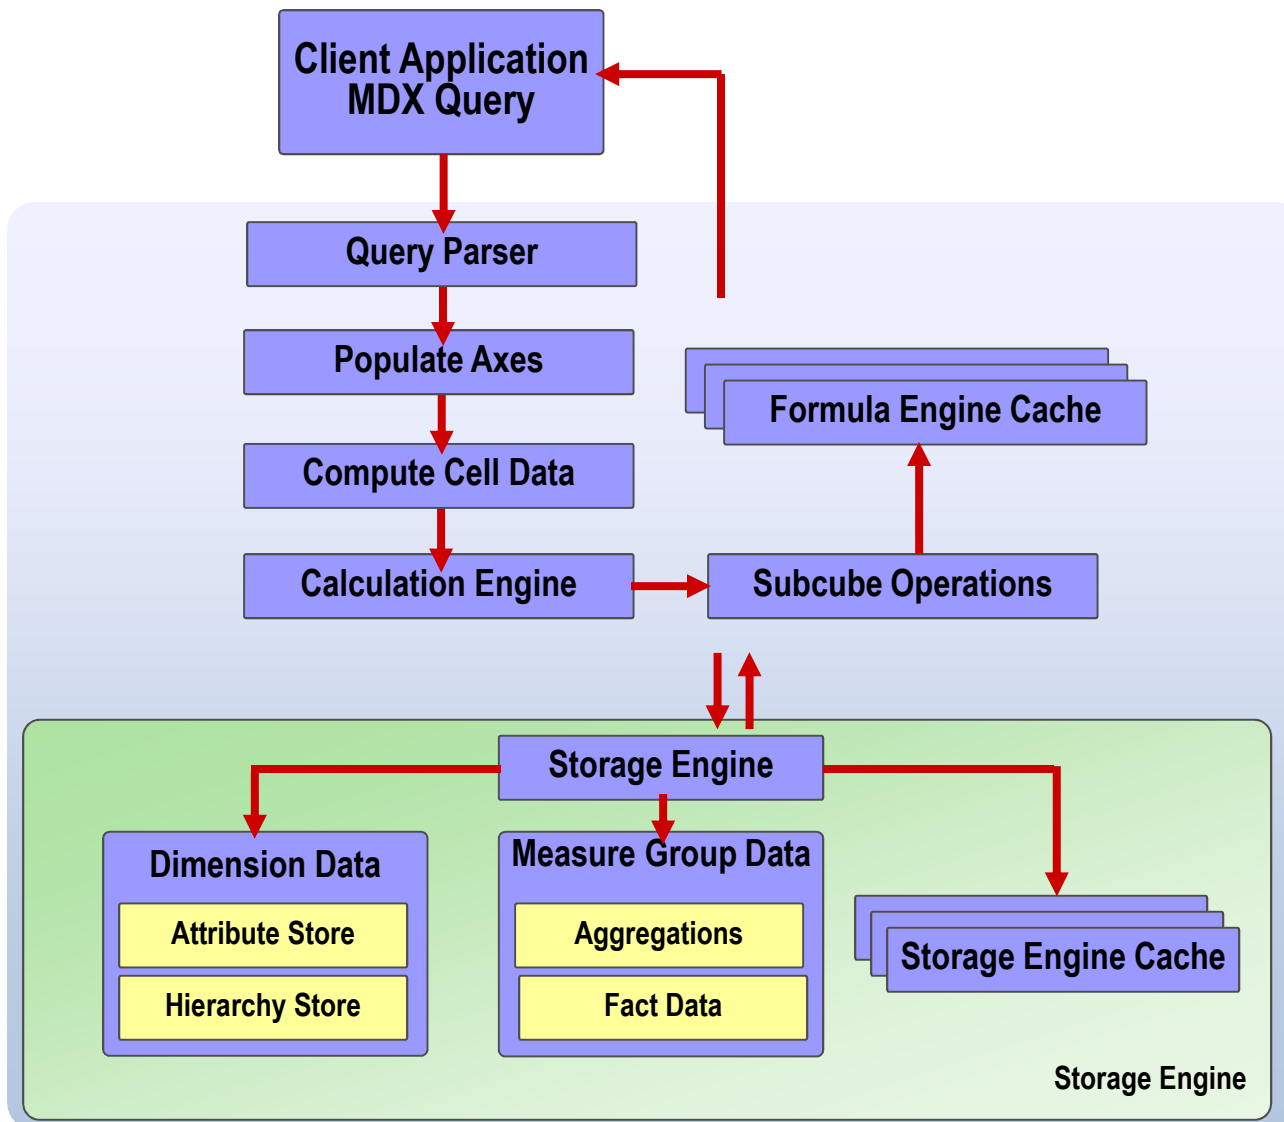 Client Application
MDX Query
Query Parser
Populate Axes
Formula Engine Cache
Compute Cell Data
Calculation Engine
Subcube Operations
Storage Engine
Dimension Data
Attribute Store
Hierarchy Store
Measure Group Data
Aggregations
Fact Data
Storage Engine Cache
Storage Engine